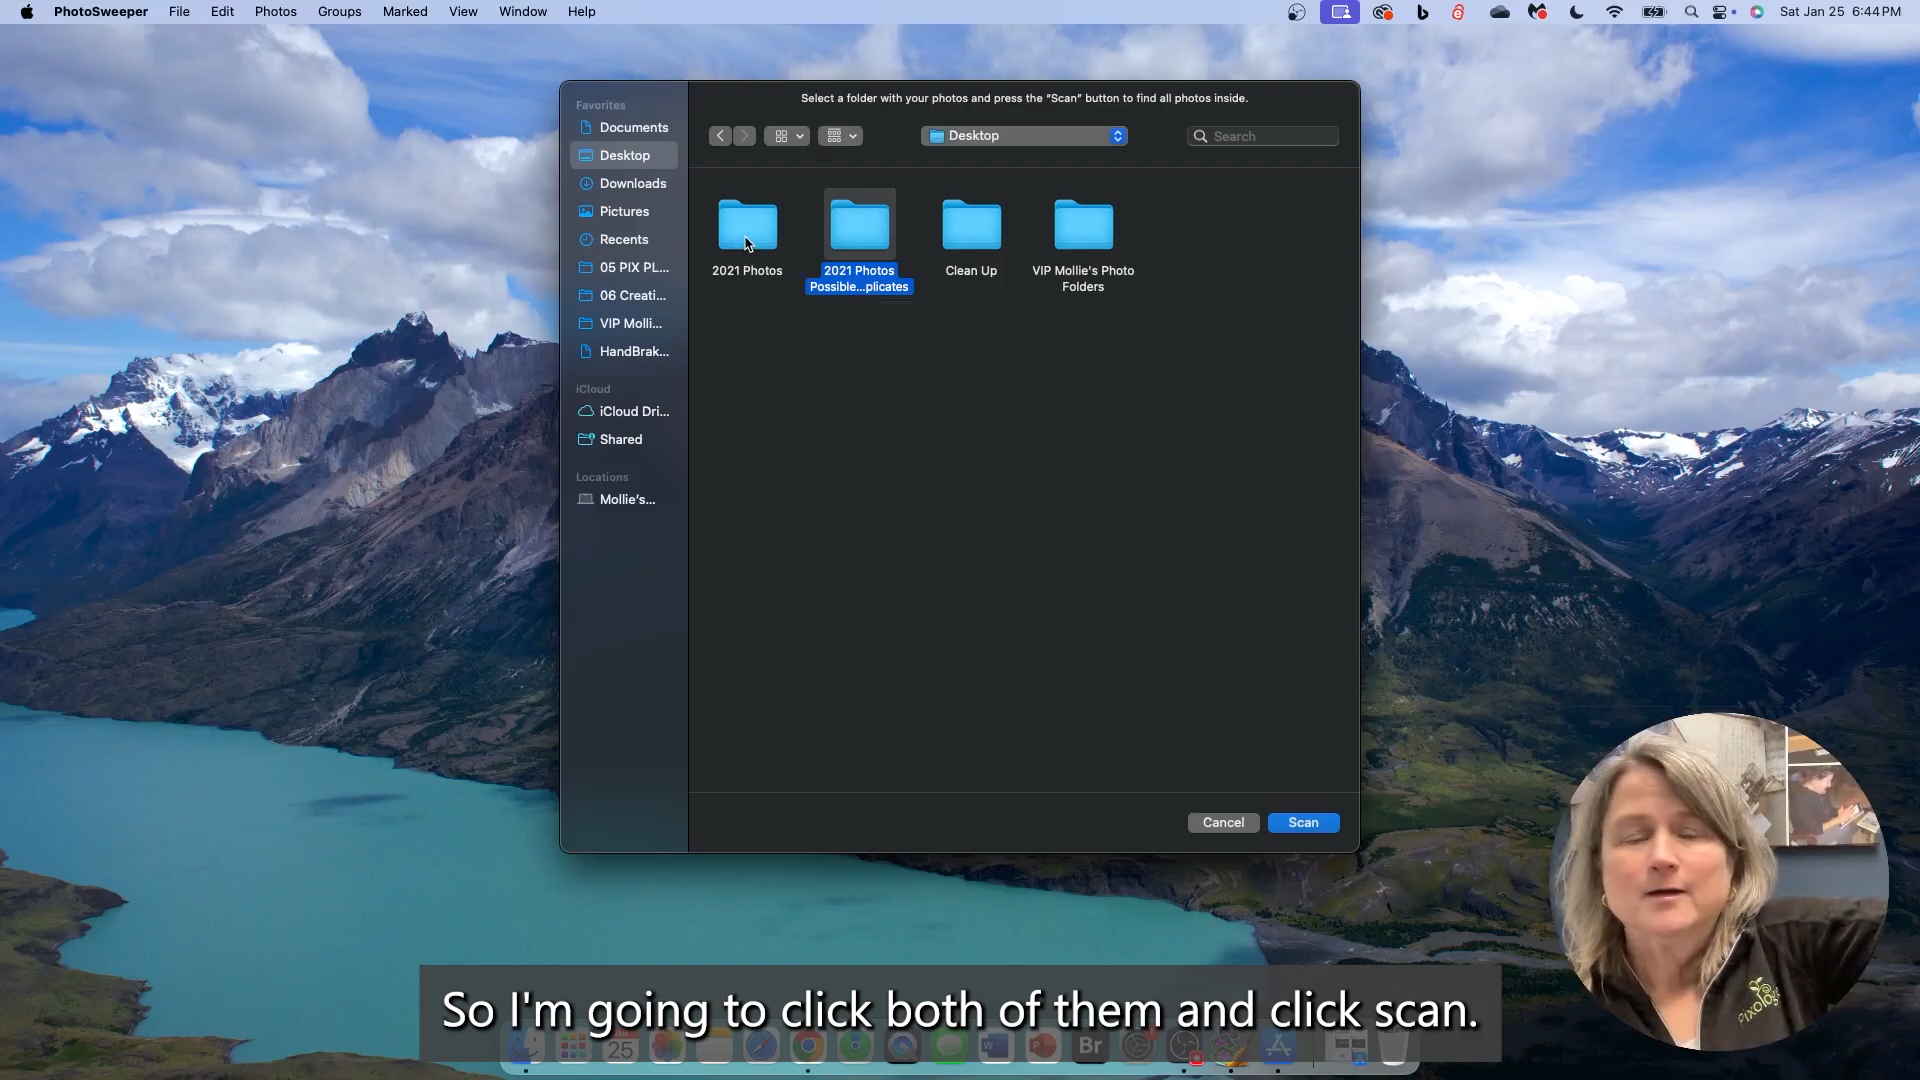 PhotoSweeper File Edit Photos Groups Marked View Window Help
Sat Jan 25 6:44 PM
Select a folder with your photos and press the "Scan" button to find all photos inside.
Favorites
Documents
Desktop
Downloads
Pictures
Recents
05 PIX PL...
06 Creati...
VIP Molli...
HandBrak...
iCloud
iCloud Dri...
Shared
Locations
Mollie's...
Desktop
Search
2021 Photos
2021 Photos
Possible...plicates
Clean Up
VIP Mollie's Photo
Folders
Cancel Scan
Pixologie
So I'm going to click both of them and click scan.
25
Br